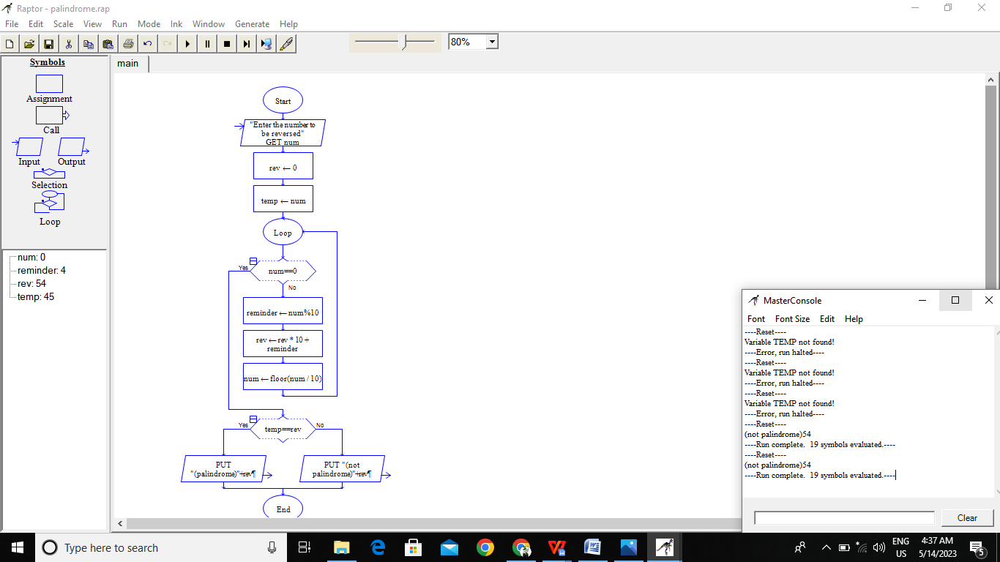 Raptor - palindrome.rap
File Edit Scale View Run Mode Ink Window Generate Help
80%
Symbols
Assignment
Call
Input Output
Selection
Loop
num: 0
reminder: 4
rev: 54
temp: 45
main
Start
"Enter the number to
be reversed"
GET num
rev ← 0
temp ← num
Loop
Yes
num==0
No
reminder ← num%10
rev ← rev * 10 +
reminder
num ← floor(num / 10)
Yes
temp==rev
No
PUT
"(palindrome)"+rev¶
PUT "(not
palindrome)"+rev¶
End
MasterConsole
Font Font Size Edit Help
----Reset----
Variable TEMP not found!
----Error, run halted----
----Reset----
Variable TEMP not found!
----Error, run halted----
----Reset----
Variable TEMP not found!
----Error, run halted----
----Reset----
(not palindrome)54
----Run complete.  19 symbols evaluated.----
----Reset----
(not palindrome)54
----Run complete.  19 symbols evaluated.----
Clear
Type here to search
ENG
US
4:37 AM
5/14/2023
5